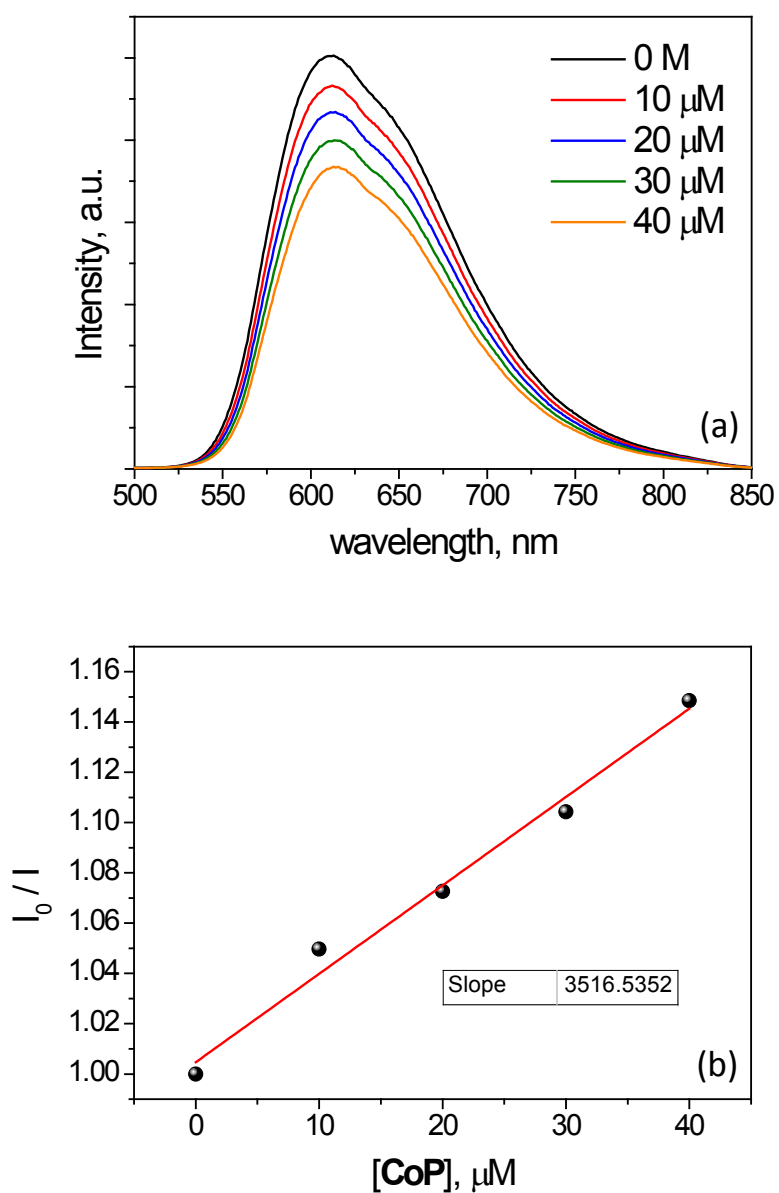 Intensity, a.u.
0 M
10 μM
20 μM
30 μM
40 μM
(a)
500 550 600 650 700 750 800 850
wavelength, nm
I0 / I
1.16
1.14
1.12
1.10
1.08
1.06
1.04
1.02
1.00
Slope 3516.5352
(b)
0 10 20 30 40
[CoP], μM